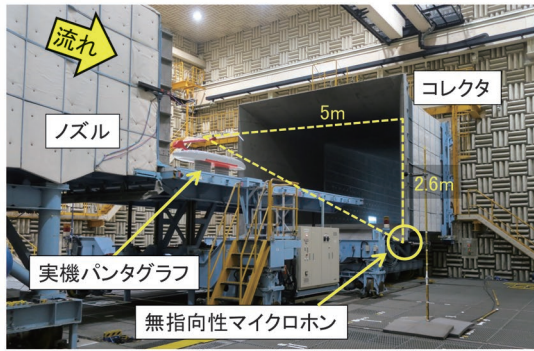 流れ
コレクタ
ノズル
5m
2.6m
実機パンタグラフ
無指向性マイクロホン